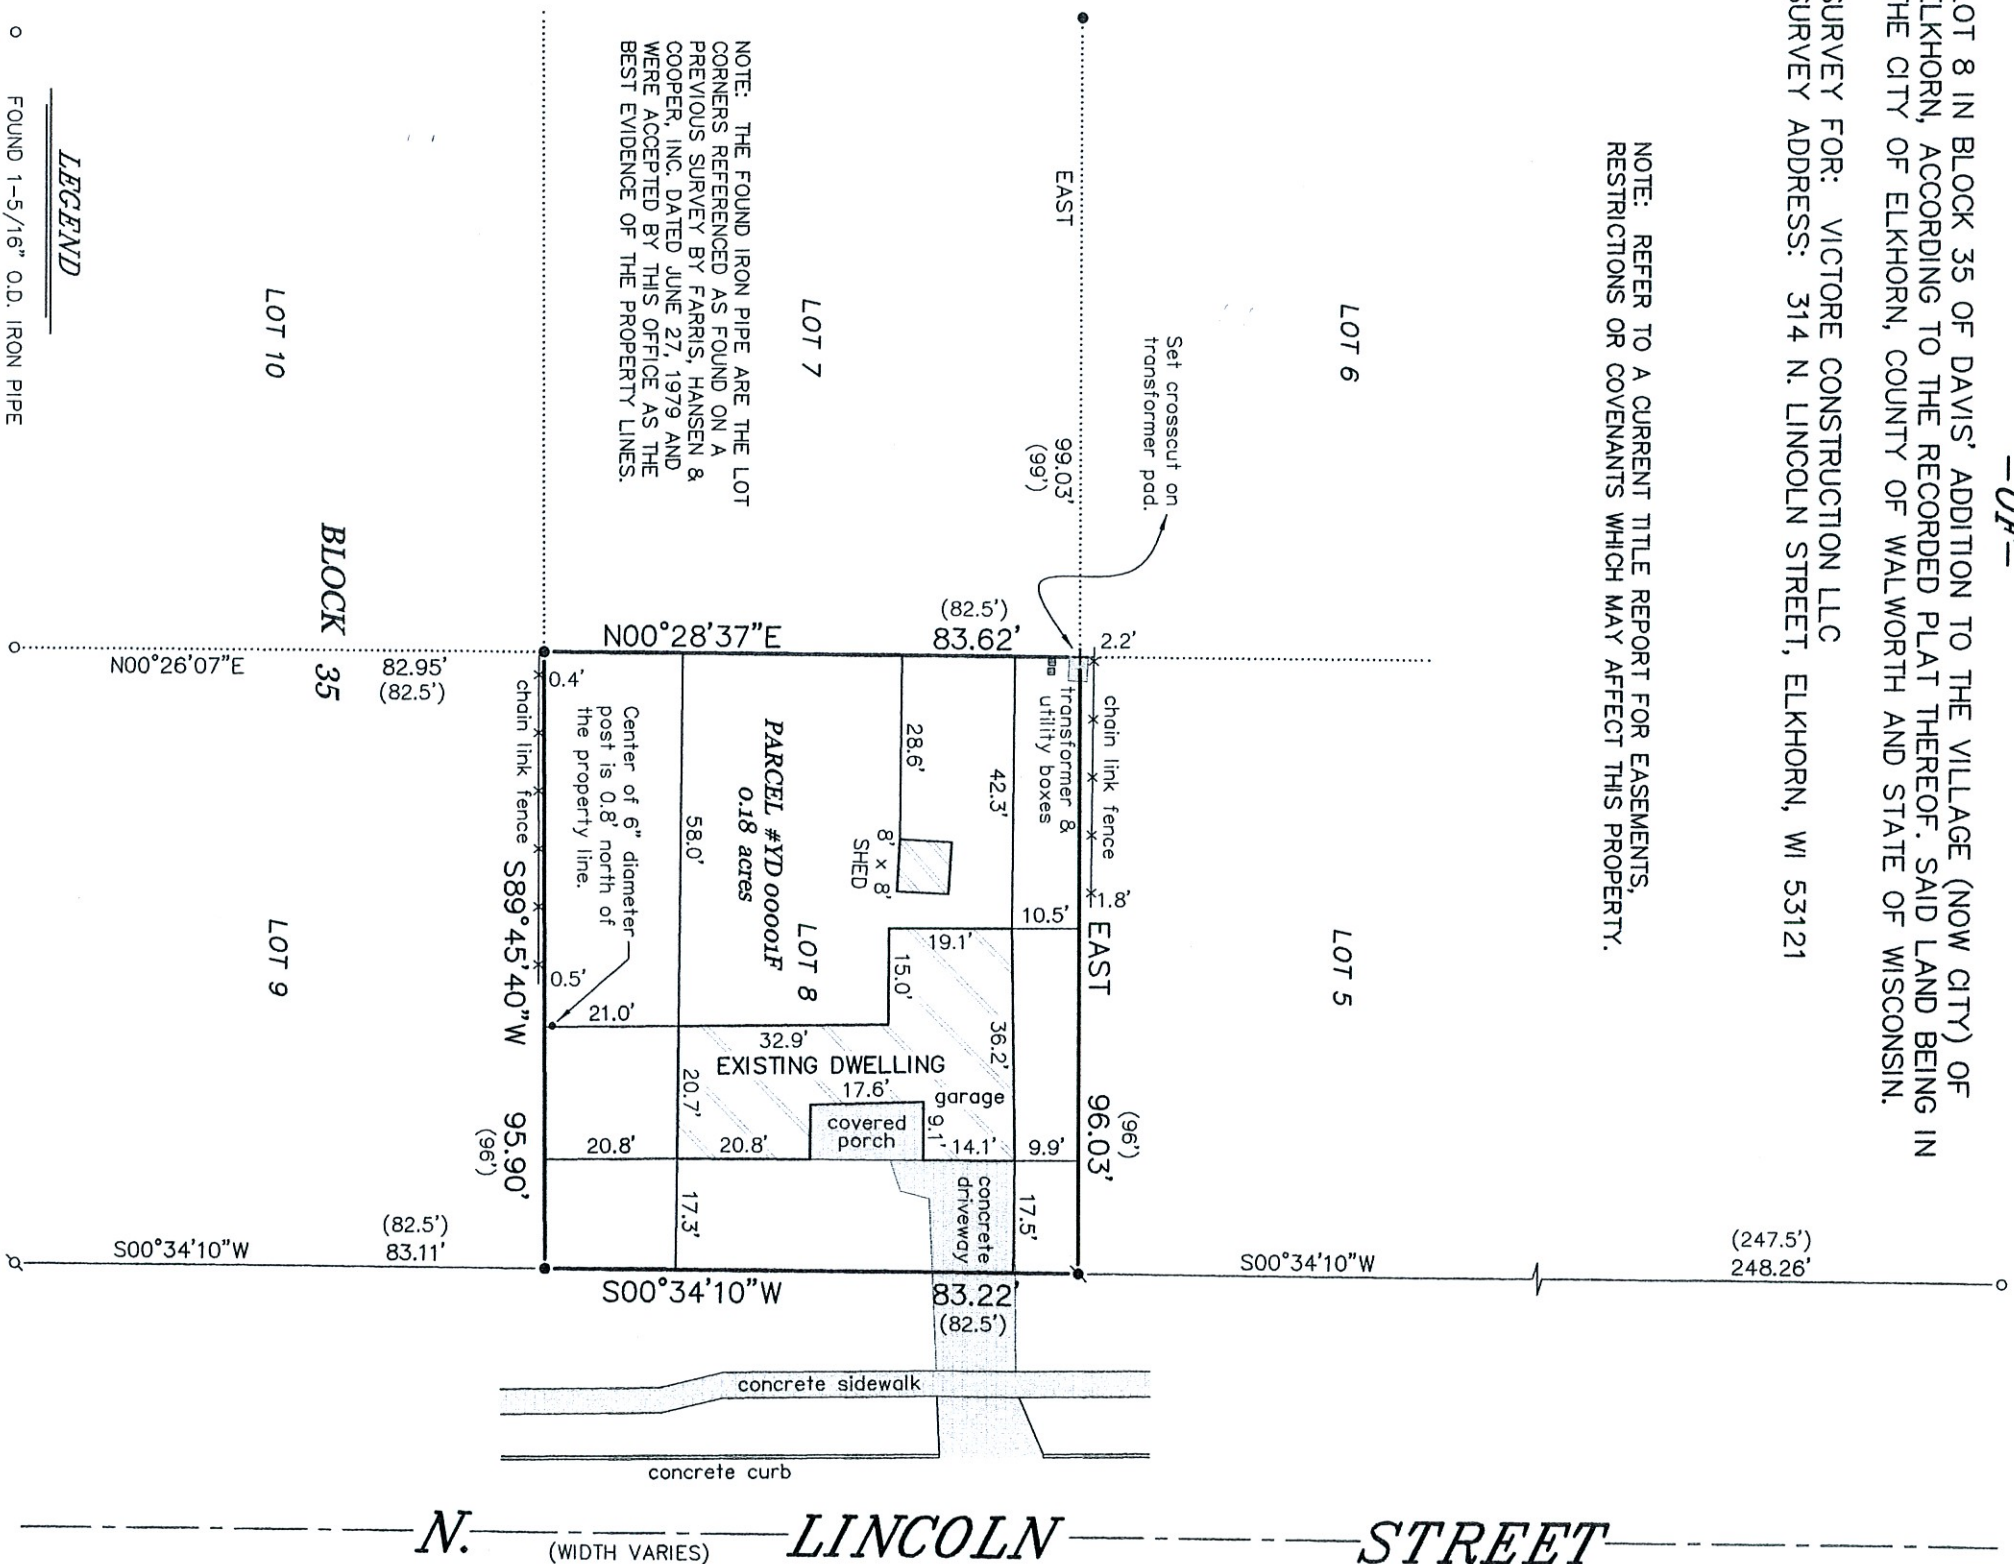 -OF-
LOT 8 IN BLOCK 35 OF DAVIS' ADDITION TO THE VILLAGE (NOW CITY) OF
ELKHORN, ACCORDING TO THE RECORDED PLAT THEREOF. SAID LAND BEING IN
THE CITY OF ELKHORN, COUNTY OF WALWORTH AND STATE OF WISCONSIN.
SURVEY FOR: VICTORE CONSTRUCTION LLC
SURVEY ADDRESS: 314 N. LINCOLN STREET, ELKHORN, WI 53121
NOTE: REFER TO A CURRENT TITLE REPORT FOR EASEMENTS,
RESTRICTIONS OR COVENANTS WHICH MAY AFFECT THIS PROPERTY.
LOT 6
LOT 5
Set crosscut on
transformer pad.
EAST
99.03'
(99')
2.2'
chain link fence
1.8'
EAST
96.03'
(96')
(247.5')
248.26'
S00°34'10"W
NOTE: THE FOUND IRON PIPE ARE THE LOT
CORNERS REFERENCED AS FOUND ON A
PREVIOUS SURVEY BY FARRIS, HANSEN &
COOPER, INC. DATED JUNE 27, 1979 AND
WERE ACCEPTED BY THIS OFFICE AS THE
BEST EVIDENCE OF THE PROPERTY LINES.
LOT 7
(82.5')
N00°28'37"E
83.62'
transformer &
utility boxes
42.3'
28.6'
8' x 8'
SHED
10.5'
19.1'
15.0'
36.2'
PARCEL #YD 00001F
0.18 acres
LOT 8
58.0'
Center of 6" diameter
post is 0.8' north of
the property line.
0.4'
0.5'
21.0'
32.9'
EXISTING DWELLING
17.6'
garage
20.7'
covered
porch
9.1'
14.1'
9.9'
20.8'
20.8'
concrete
driveway
17.5'
17.3'
chain link fence
S89°45'40"W
95.90'
(96')
S00°34'10"W
83.22'
(82.5')
LOT 10
LOT 9
BLOCK 35
N00°26'07"E
82.95'
(82.5')
(82.5')
S00°34'10"W
83.11'
LEGEND
FOUND 1-5/16" O.D. IRON PIPE
concrete sidewalk
concrete curb
N. LINCOLN STREET
(WIDTH VARIES)